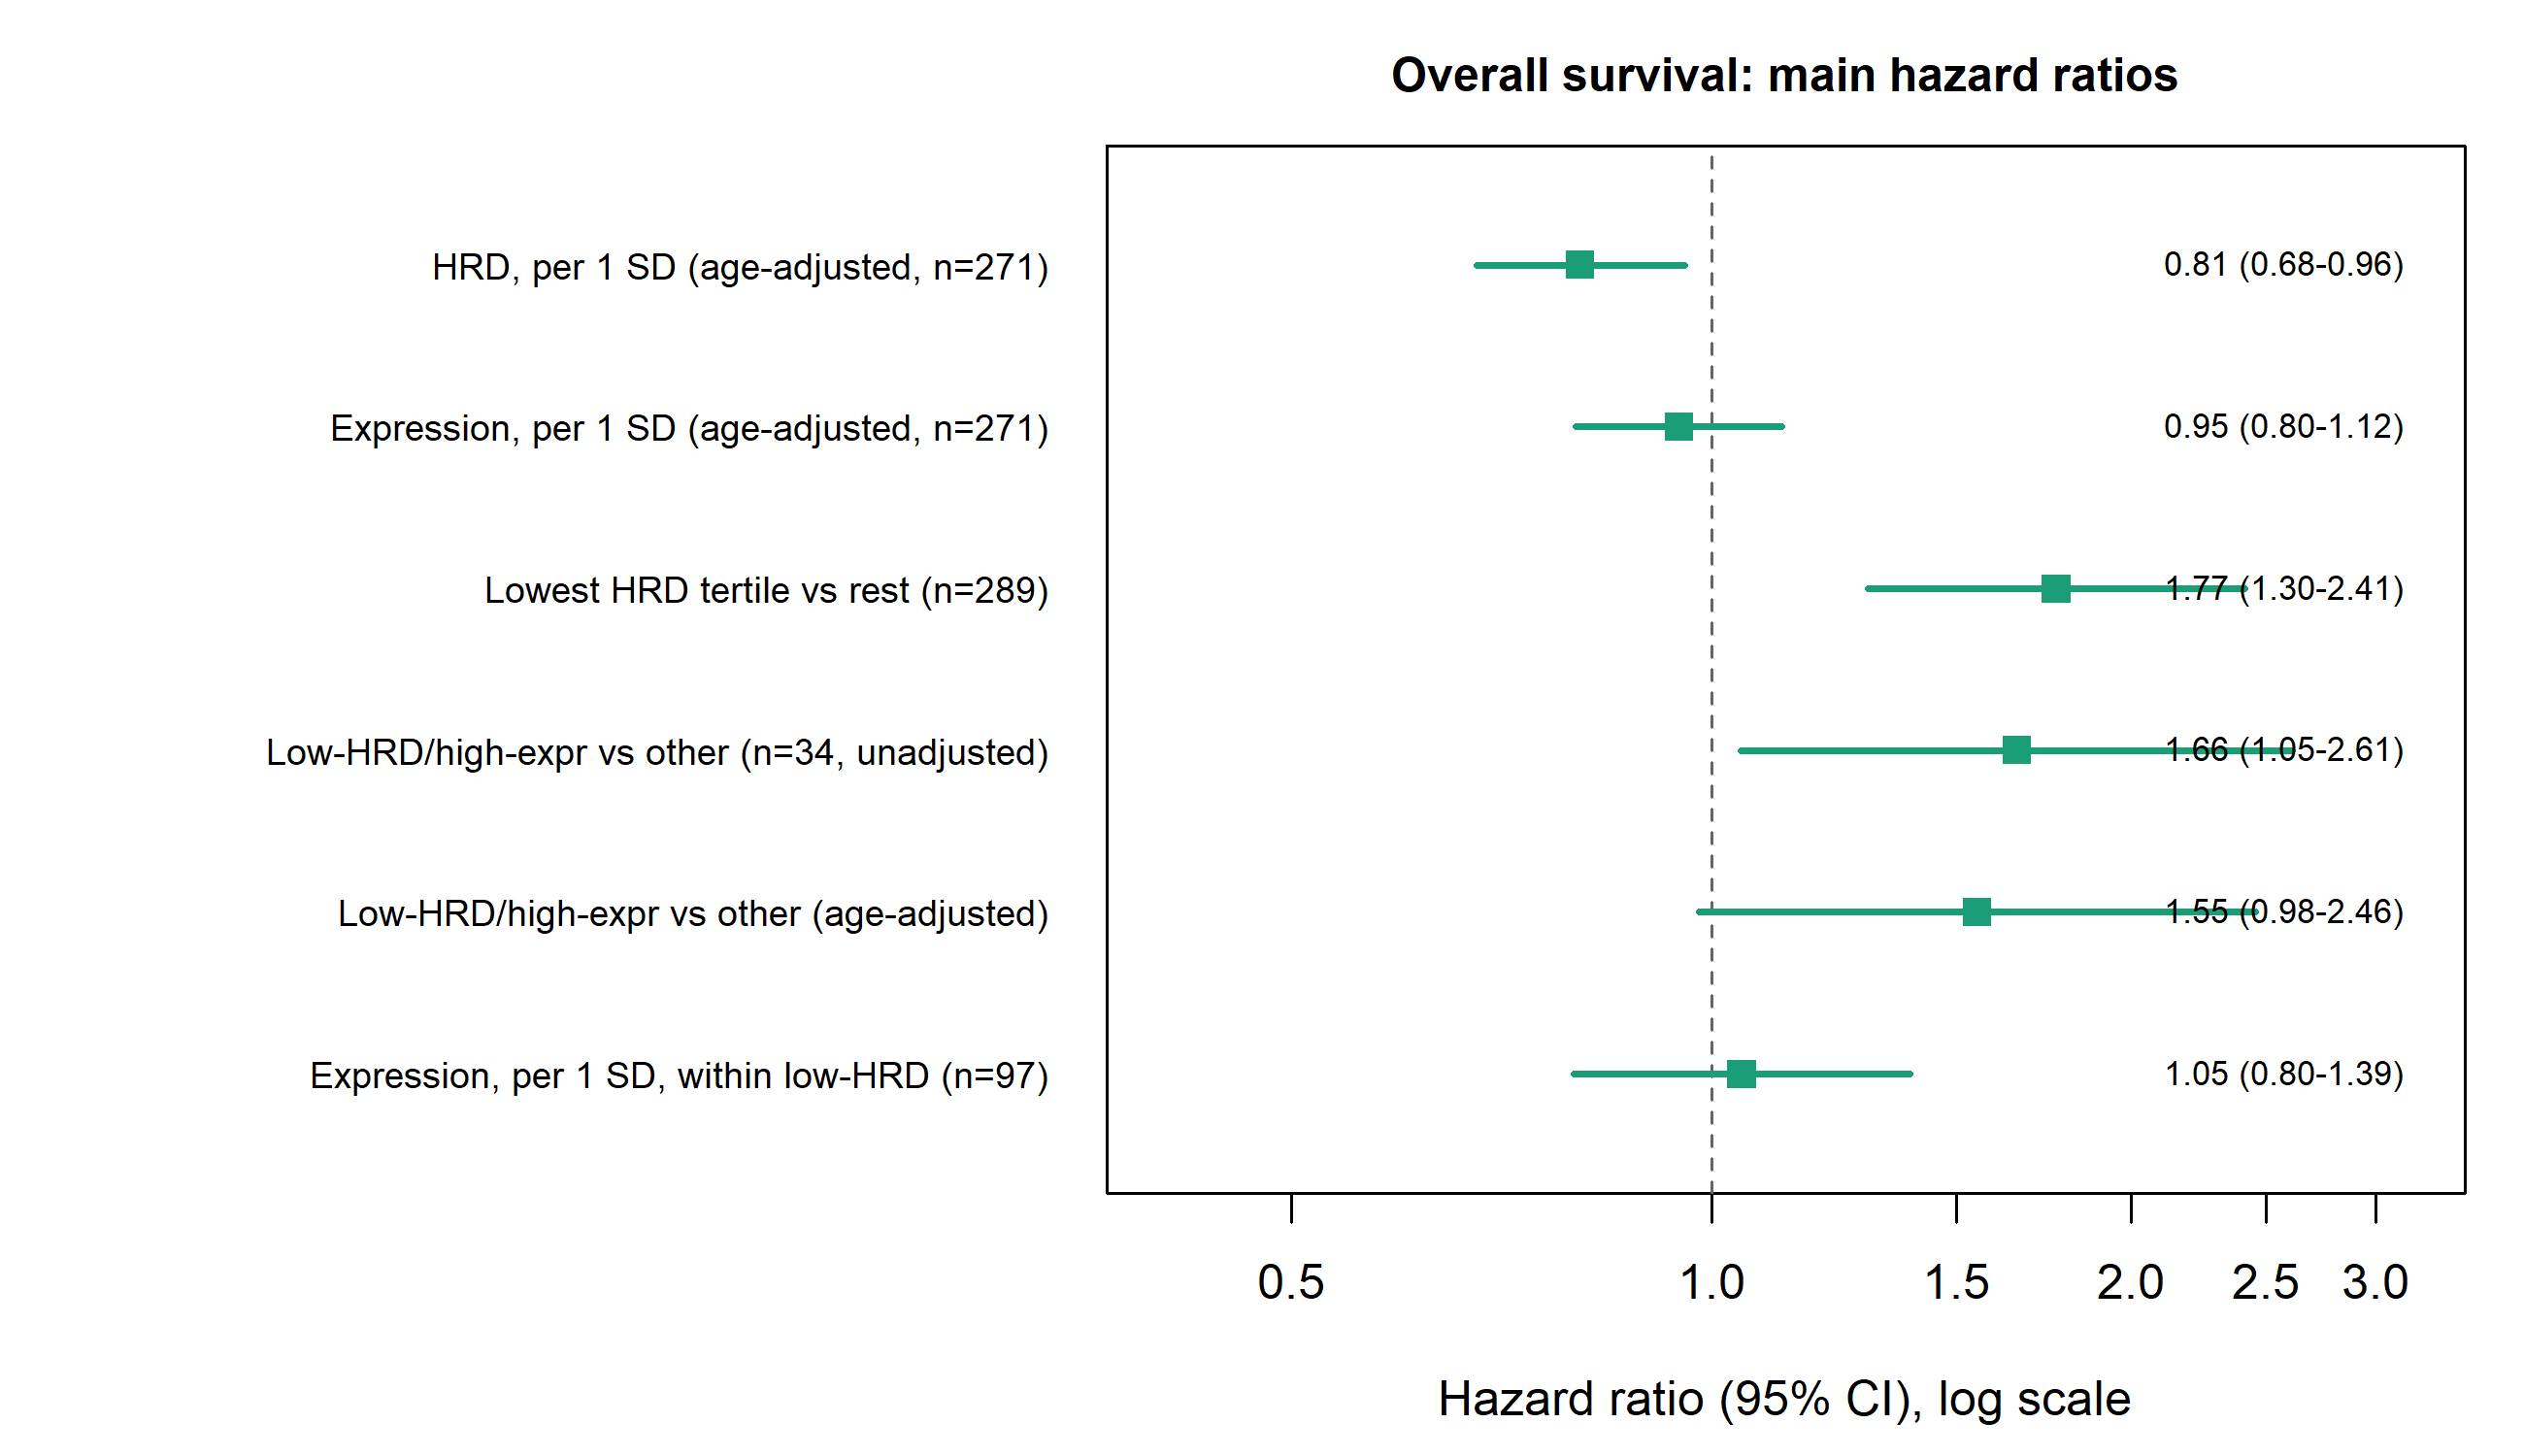 Overall survival: main hazard ratios
HRD, per 1 SD (age-adjusted, n=271) 0.81 (0.68-0.96)
Expression, per 1 SD (age-adjusted, n=271) 0.95 (0.80-1.12)
Lowest HRD tertile vs rest (n=289) 1.77 (1.30-2.41)
Low-HRD/high-expr vs other (n=34, unadjusted) 1.66 (1.05-2.61)
Low-HRD/high-expr vs other (age-adjusted) 1.55 (0.98-2.46)
Expression, per 1 SD, within low-HRD (n=97) 1.05 (0.80-1.39)
0.5 1.0 1.5 2.0 2.5 3.0
Hazard ratio (95% CI), log scale